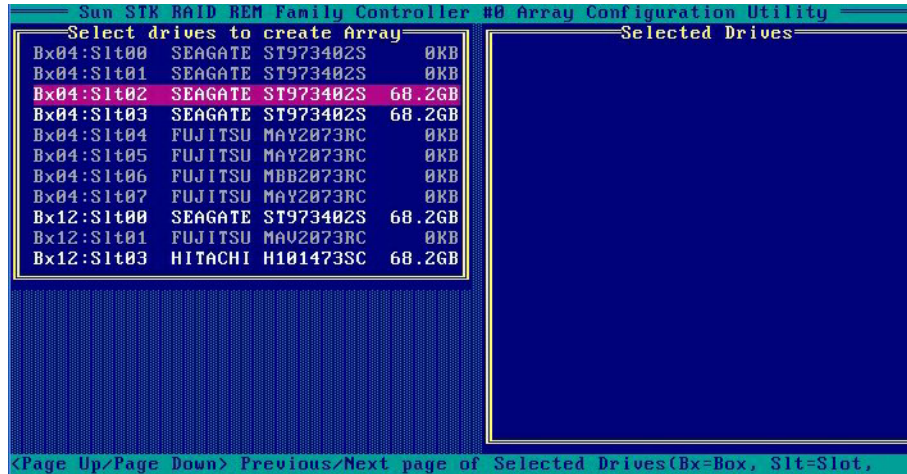 Sun STK RAID REM Family Controller #0 Array Configuration Utility
Select drives to create Array
Bx04:Slt00 SEAGATE ST973402S 0KB
Bx04:Slt01 SEAGATE ST973402S 0KB
Bx04:Slt02 SEAGATE ST973402S 68.2GB
Bx04:Slt03 SEAGATE ST973402S 68.2GB
Bx04:Slt04 FUJITSU MAY2073RC 0KB
Bx04:Slt05 FUJITSU MAY2073RC 0KB
Bx04:Slt06 FUJITSU MBB2073RC 0KB
Bx04:Slt07 FUJITSU MAY2073RC 0KB
Bx12:Slt00 SEAGATE ST973402S 68.2GB
Bx12:Slt01 FUJITSU MAV2073RC 0KB
Bx12:Slt03 HITACHI H101473SC 68.2GB
Selected Drives
<Page Up/Page Down> Previous/Next page of Selected Drives(Bx=Box, Slt=Slot,